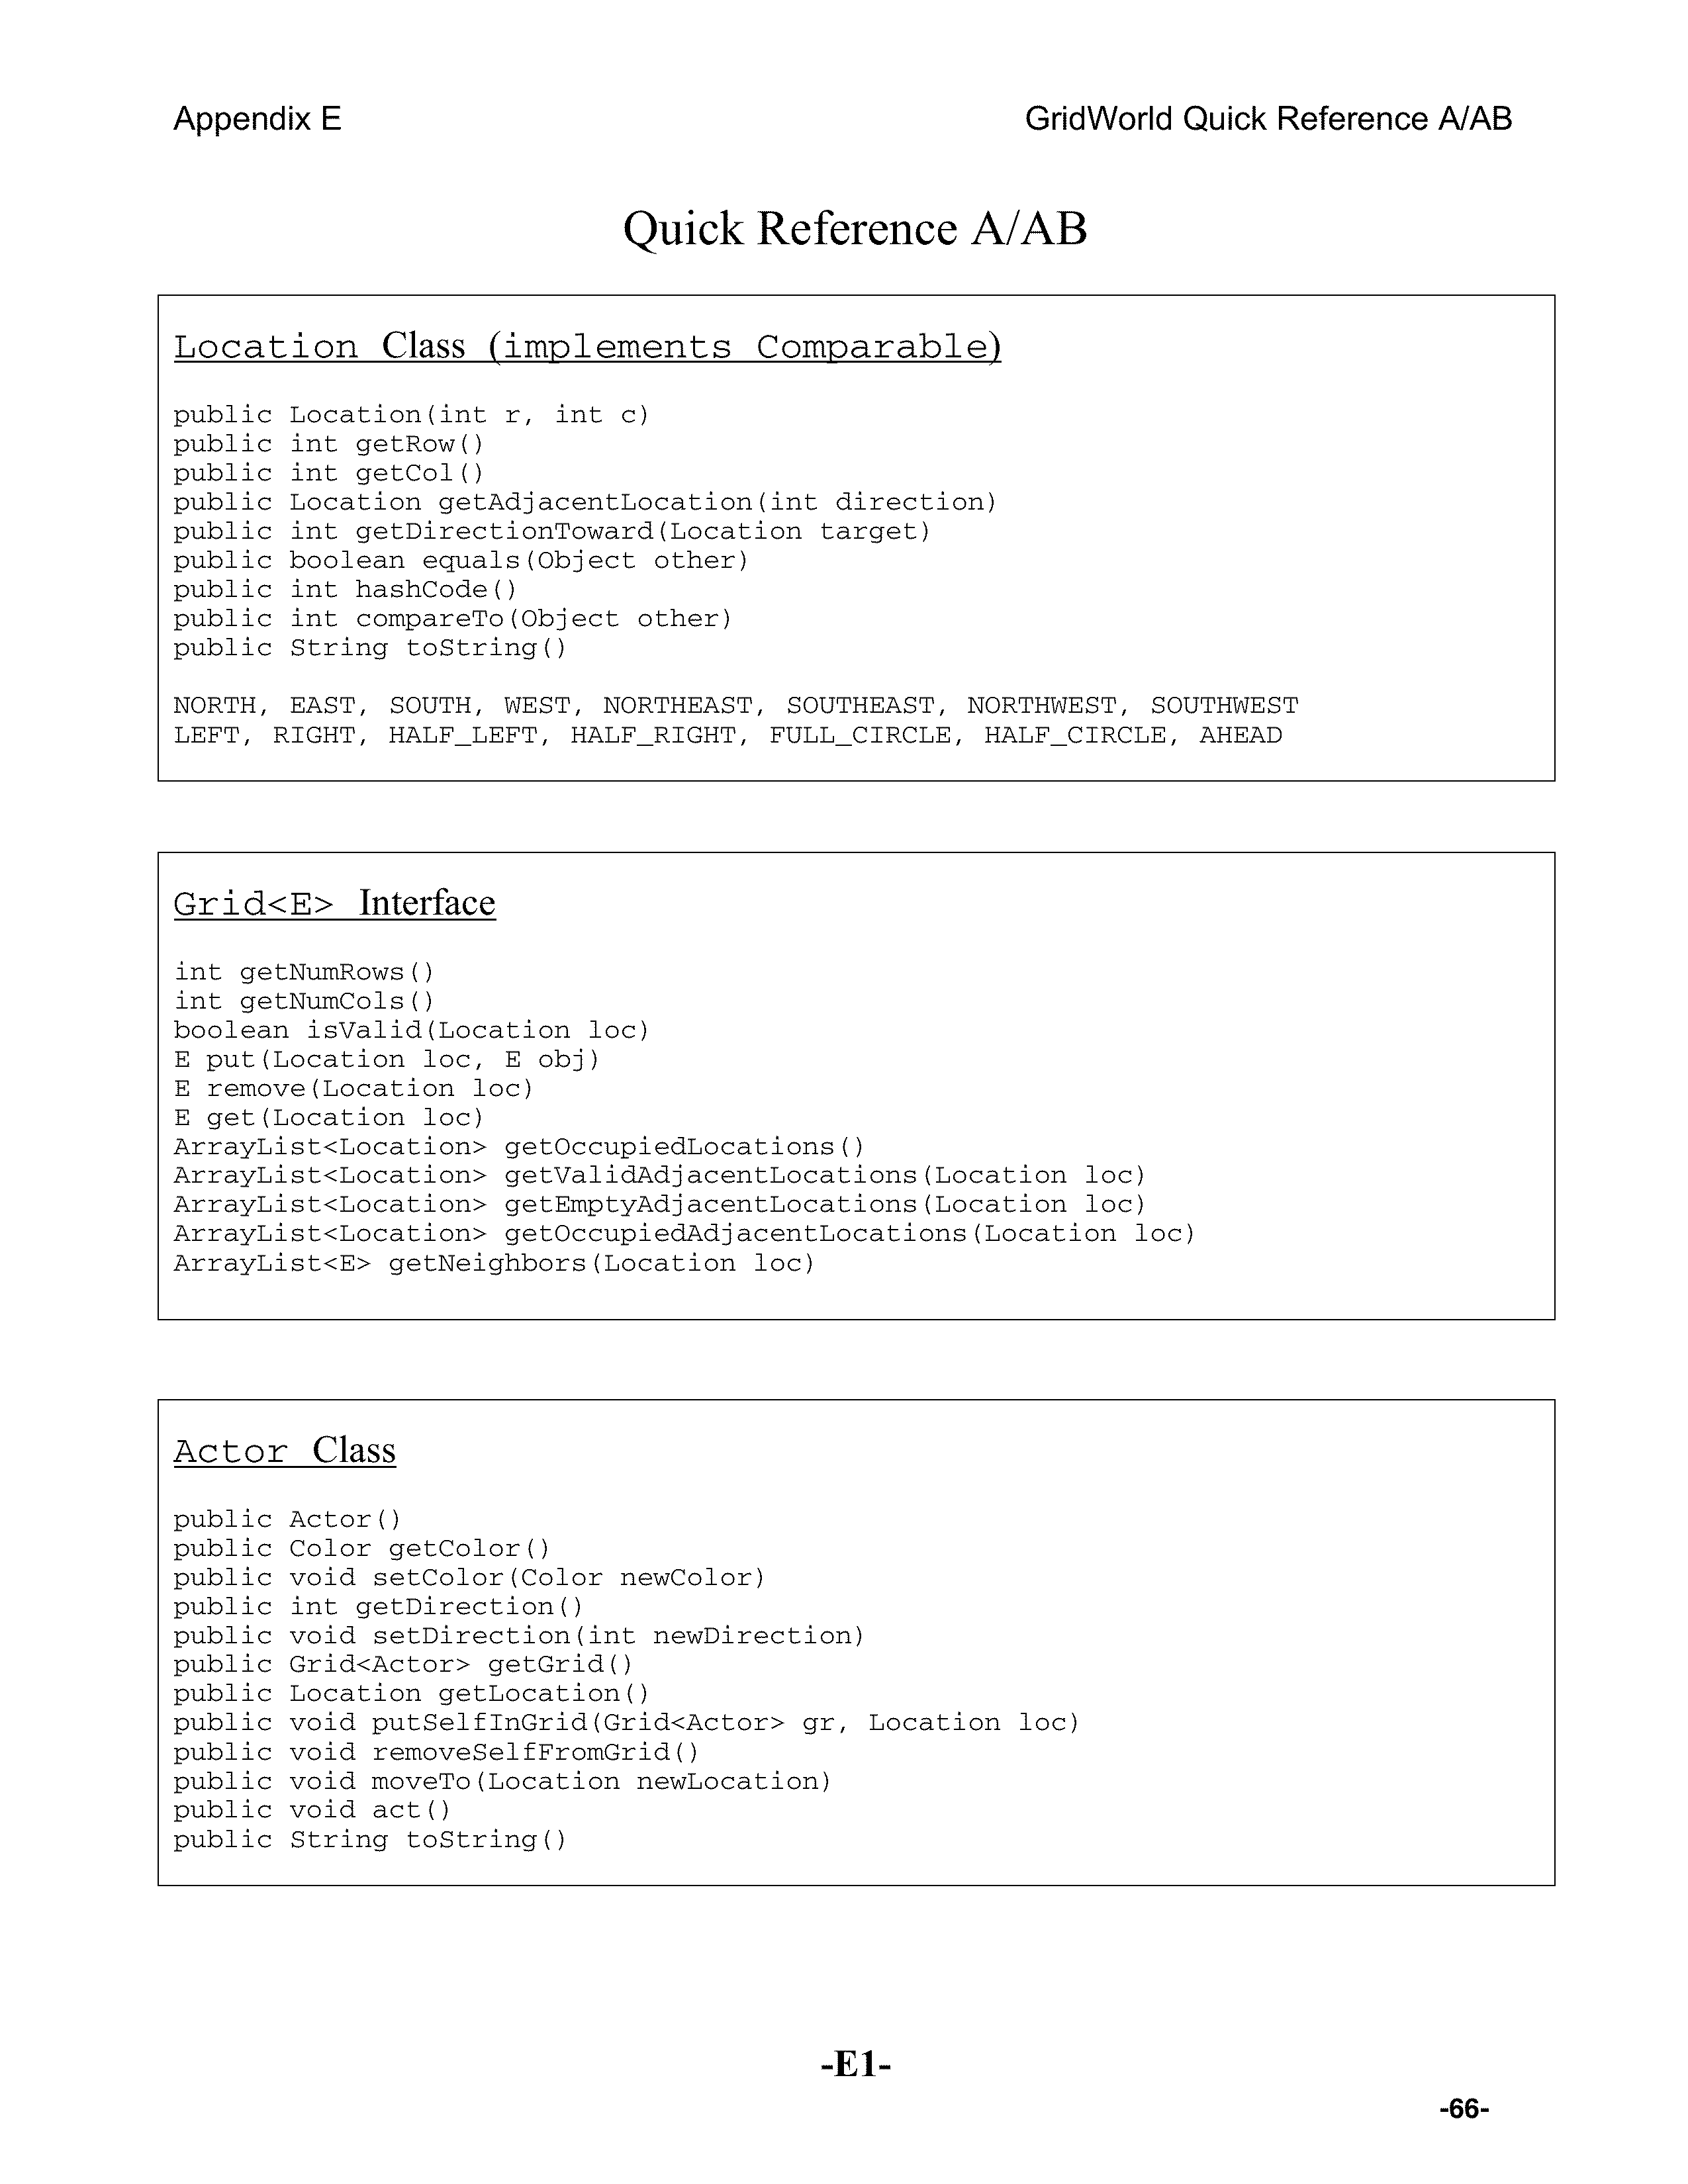 Appendix E
GridWorld Quick Reference A/AB
Quick Reference A/AB
Location Class (implements Comparable)
public Location(int r, int c)
public int getRow()
public int getCol()
public Location getAdjacentLocation(int direction)
public int getDirectionToward(Location target)
public boolean equals(Object other)
public int hashCode()
public int compareTo(Object other)
public String toString()
NORTH, EAST, SOUTH, WEST, NORTHEAST, SOUTHEAST, NORTHWEST, SOUTHWEST
LEFT, RIGHT, HALF_LEFT, HALF_RIGHT, FULL_CIRCLE, HALF_CIRCLE, AHEAD
Grid<E> Interface
int getNumRows()
int getNumCols()
boolean isValid(Location loc)
E put(Location loc, E obj)
E remove(Location loc)
E get(Location loc)
ArrayList<Location> getOccupiedLocations()
ArrayList<Location> getValidAdjacentLocations(Location loc)
ArrayList<Location> getEmptyAdjacentLocations(Location loc)
ArrayList<Location> getOccupiedAdjacentLocations(Location loc)
ArrayList<E> getNeighbors(Location loc)
Actor Class
public Actor()
public Color getColor()
public void setColor(Color newColor)
public int getDirection()
public void setDirection(int newDirection)
public Grid<Actor> getGrid()
public Location getLocation()
public void putSelfInGrid(Grid<Actor> gr, Location loc)
public void removeSelfFromGrid()
public void moveTo(Location newLocation)
public void act()
public String toString()
-E1-
-66-